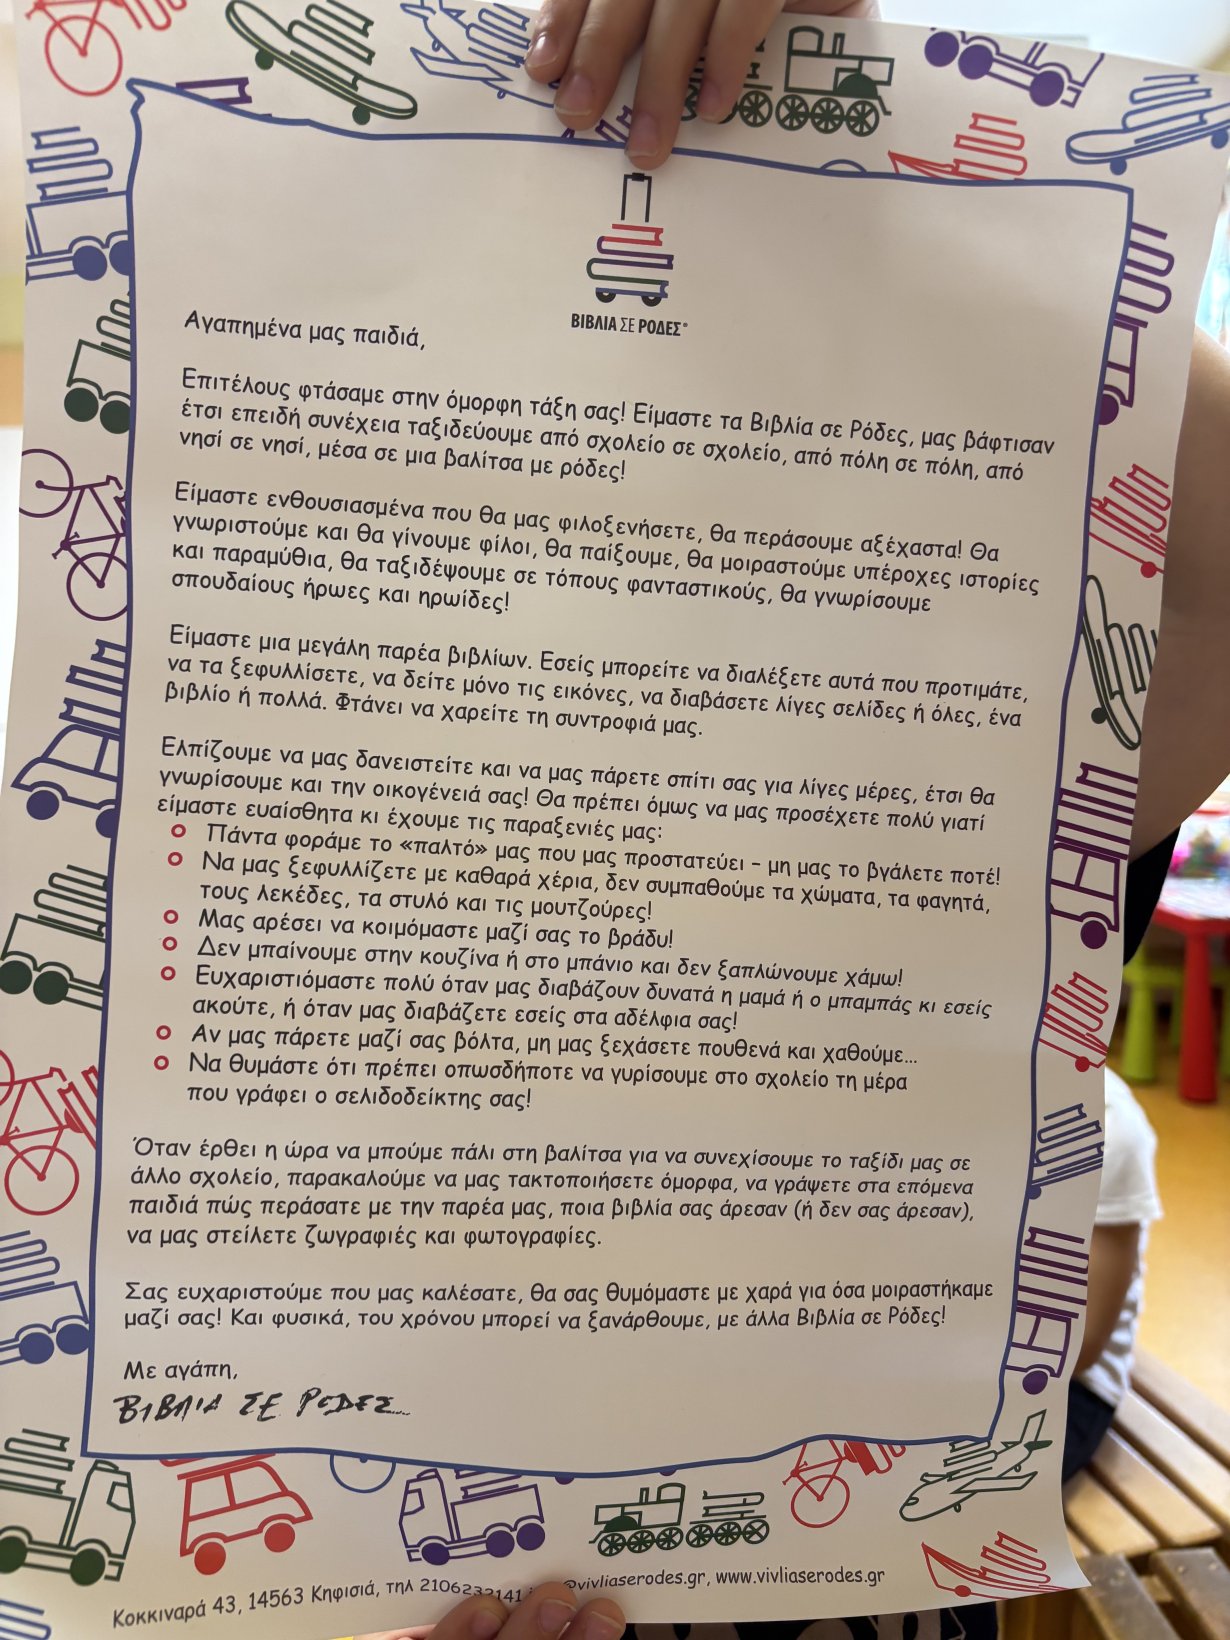 ΒΙΒΛΙΑ ΣΕ ΡΟΔΕΣ®
Αγαπημένα μας παιδιά,
Επιτέλους φτάσαμε στην όμορφη τάξη σας! Είμαστε τα Βιβλία σε Ρόδες, μας βάφτισαν
έτσι επειδή συνέχεια ταξιδεύουμε από σχολείο σε σχολείο, από πόλη σε πόλη, από
νησί σε νησί, μέσα σε μια βαλίτσα με ρόδες!
Είμαστε ενθουσιασμένα που θα μας φιλοξενήσετε, θα περάσουμε αξέχαστα! Θα
γνωριστούμε και θα γίνουμε φίλοι, θα παίξουμε, θα μοιραστούμε υπέροχες ιστορίες
και παραμύθια, θα ταξιδέψουμε σε τόπους φανταστικούς, θα γνωρίσουμε
σπουδαίους ήρωες και ηρωίδες!
Είμαστε μια μεγάλη παρέα βιβλίων. Εσείς μπορείτε να διαλέξετε αυτά που προτιμάτε,
να τα ξεφυλλίσετε, να δείτε μόνο τις εικόνες, να διαβάσετε λίγες σελίδες ή όλες, ένα
βιβλίο ή πολλά. Φτάνει να χαρείτε τη συντροφιά μας.
Ελπίζουμε να μας δανειστείτε και να μας πάρετε σπίτι σας για λίγες μέρες, έτσι θα
γνωρίσουμε και την οικογένειά σας! Θα πρέπει όμως να μας προσέχετε πολύ γιατί
είμαστε ευαίσθητα κι έχουμε τις παραξενιές μας:
Πάντα φοράμε το «παλτό» μας που μας προστατεύει – μη μας το βγάλετε ποτέ!
Να μας ξεφυλλίζετε με καθαρά χέρια, δεν συμπαθούμε τα χώματα, τα φαγητά,
τους λεκέδες, τα στυλό και τις μουτζούρες!
Μας αρέσει να κοιμόμαστε μαζί σας το βράδυ!
Δεν μπαίνουμε στην κουζίνα ή στο μπάνιο και δεν ξαπλώνουμε χάμω!
Ευχαριστιόμαστε πολύ όταν μας διαβάζουν δυνατά η μαμά ή ο μπαμπάς κι εσείς
ακούτε, ή όταν μας διαβάζετε εσείς στα αδέλφια σας!
Αν μας πάρετε μαζί σας βόλτα, μη μας ξεχάσετε πουθενά και χαθούμε...
Να θυμάστε ότι πρέπει οπωσδήποτε να γυρίσουμε στο σχολείο τη μέρα
που γράφει ο σελιδοδείκτης σας!
Όταν έρθει η ώρα να μπούμε πάλι στη βαλίτσα για να συνεχίσουμε το ταξίδι μας σε
άλλο σχολείο, παρακαλούμε να μας τακτοποιήσετε όμορφα, να γράψετε στα επόμενα
παιδιά πώς περάσατε με την παρέα μας, ποια βιβλία σας άρεσαν (ή δεν σας άρεσαν),
να μας στείλετε ζωγραφιές και φωτογραφίες.
Σας ευχαριστούμε που μας καλέσατε, θα σας θυμόμαστε με χαρά για όσα μοιραστήκαμε
μαζί σας! Και φυσικά, του χρόνου μπορεί να ξανάρθουμε, με άλλα Βιβλία σε Ρόδες!
Με αγάπη,
ΒΙΒΛΙΑ ΣΕ ΡΟΔΕΣ...
Κοκκιναρά 43, 14563 Κηφισιά, τηλ 2106232141 @vivliaserodes.gr, www.vivliaserodes.gr